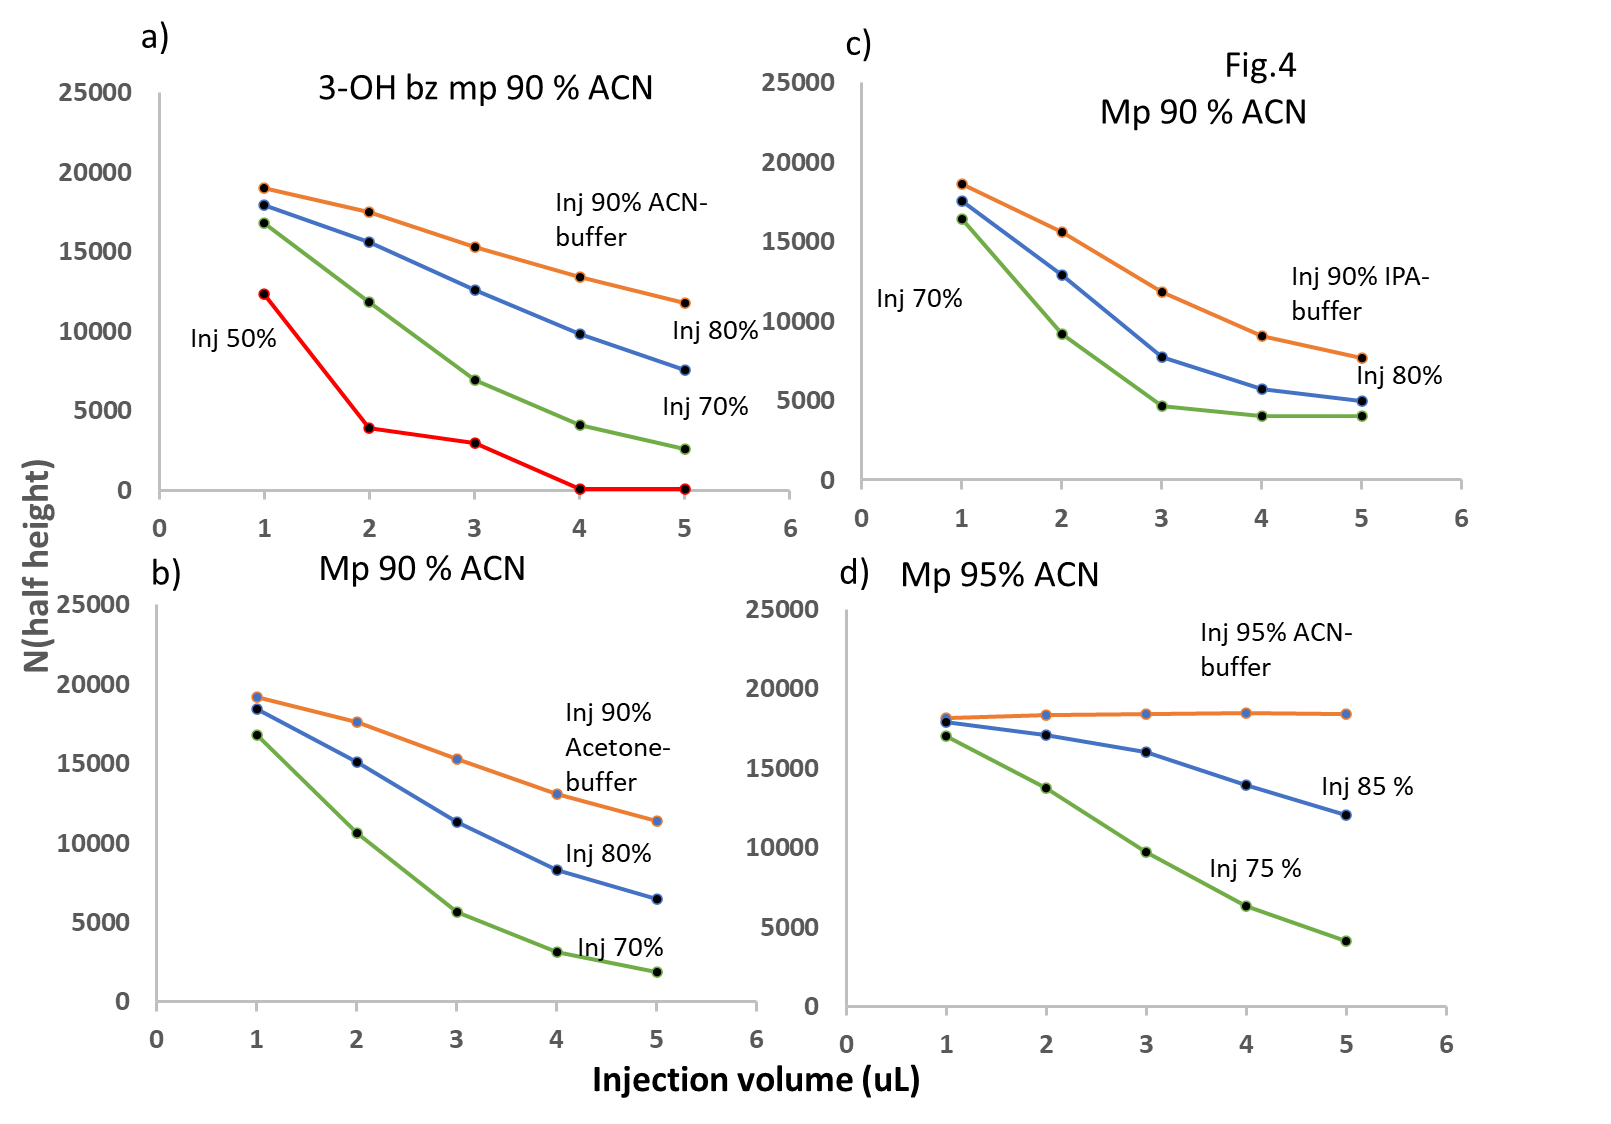 a)
3-OH bz mp 90 % ACN
25000
20000
15000
10000
5000
0
0 1 2 3 4 5 6
Inj 90% ACN-
buffer
Inj 80%
Inj 70%
Inj 50%
c)
Fig.4
Mp 90 % ACN
25000
20000
15000
10000
5000
0
0 1 2 3 4 5 6
Inj 90% IPA-
buffer
Inj 80%
Inj 70%
N(half height)
b)
Mp 90 % ACN
25000
20000
15000
10000
5000
0
0 1 2 3 4 5 6
Inj 90%
Acetone-
buffer
Inj 80%
Inj 70%
d)
Mp 95% ACN
25000
20000
15000
10000
5000
0
0 1 2 3 4 5 6
Inj 95% ACN-
buffer
Inj 85 %
Inj 75 %
Injection volume (uL)